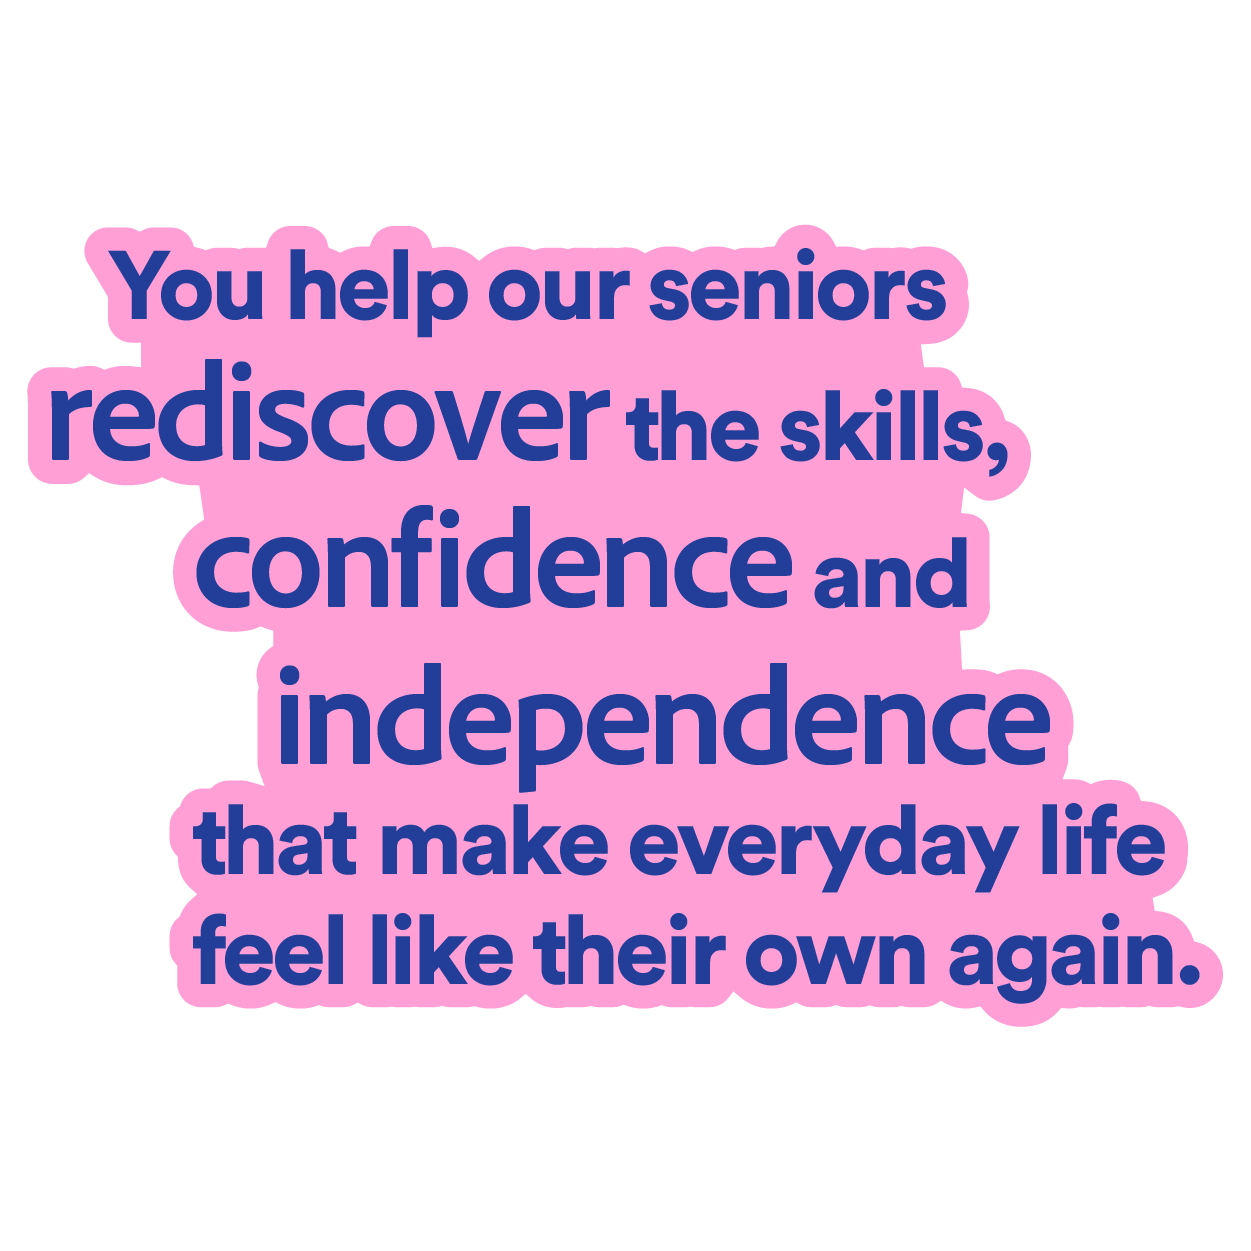 You help our seniors
rediscover the skills,
confidence and
independence
that make everyday life
feel like their own again.